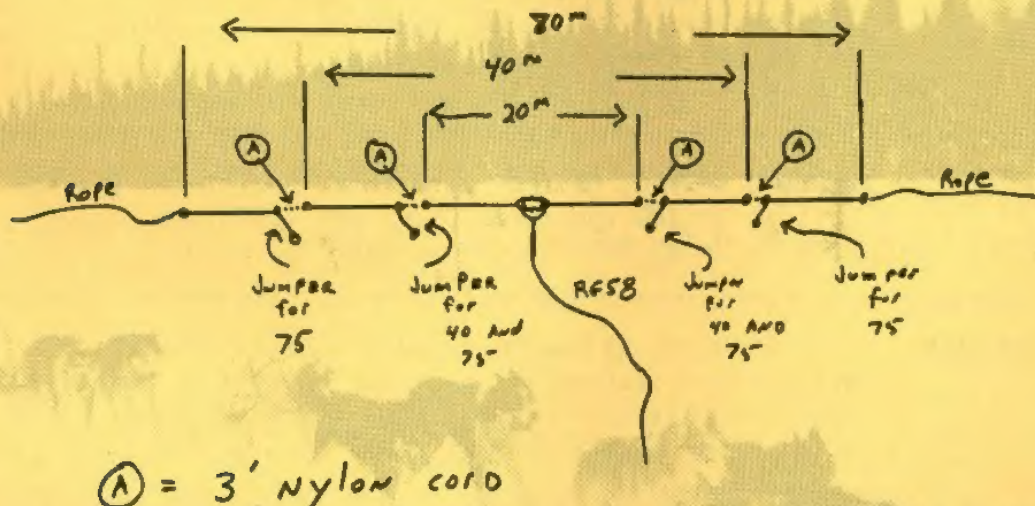 80m
40m
20m
A A A A
Rope Rope
Jumper
for
75
Jumper
for
40 AND
75
RG58
Jumper
for
40 AND
75
Jumper
for
75
A = 3' Nylon cord